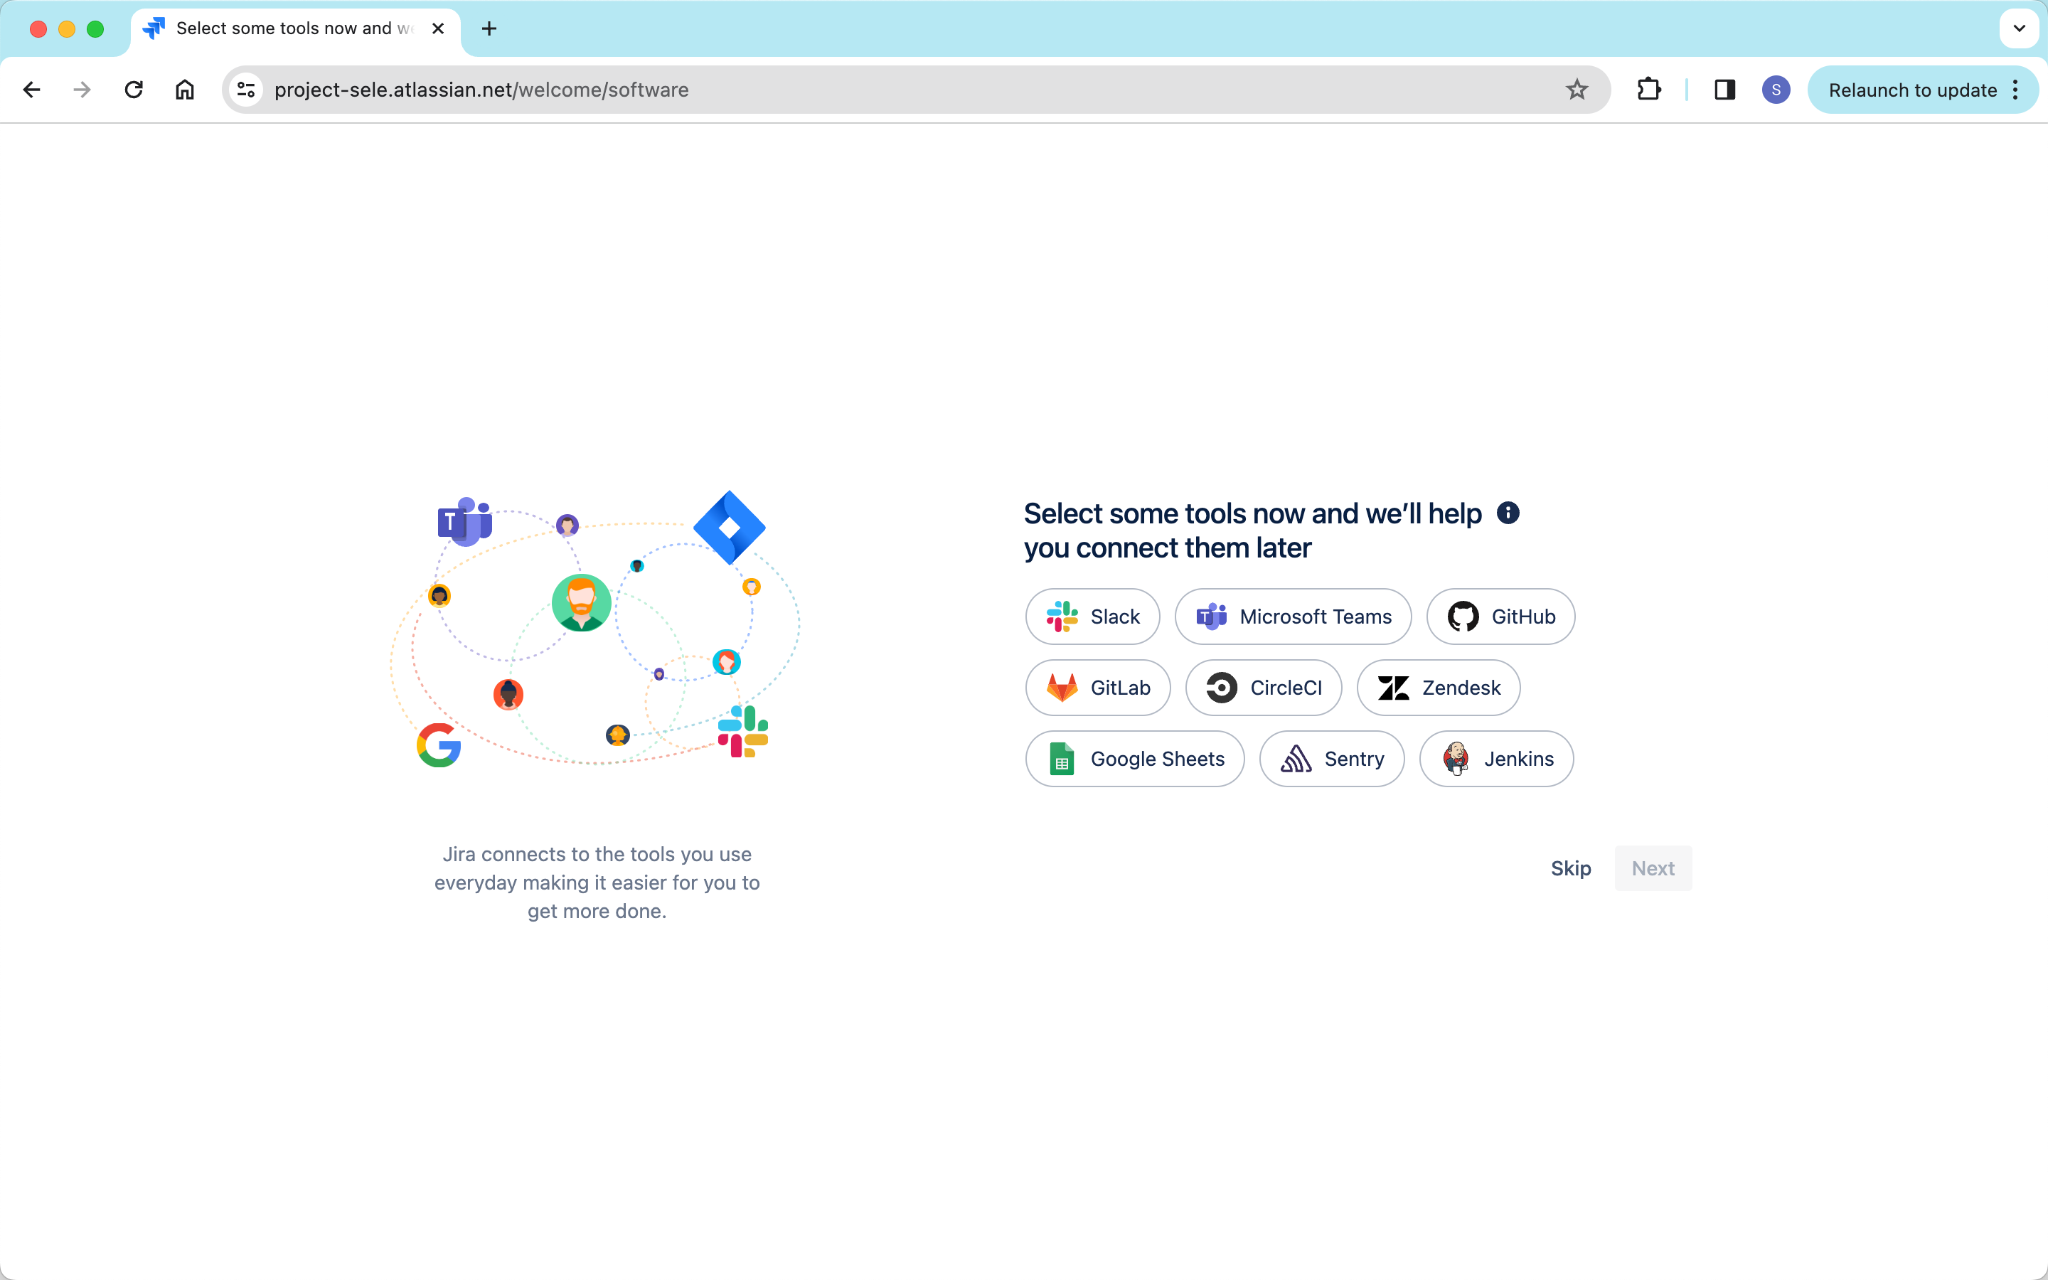 Select some tools now and we
project-sele.atlassian.net/welcome/software
S
Relaunch to update
T
Jira connects to the tools you use
everyday making it easier for you to
get more done.
Select some tools now and we’ll help
you connect them later
Slack
T
Microsoft Teams
GitHub
GitLab
CircleCI
Zendesk
Google Sheets
Sentry
Jenkins
Skip
Next